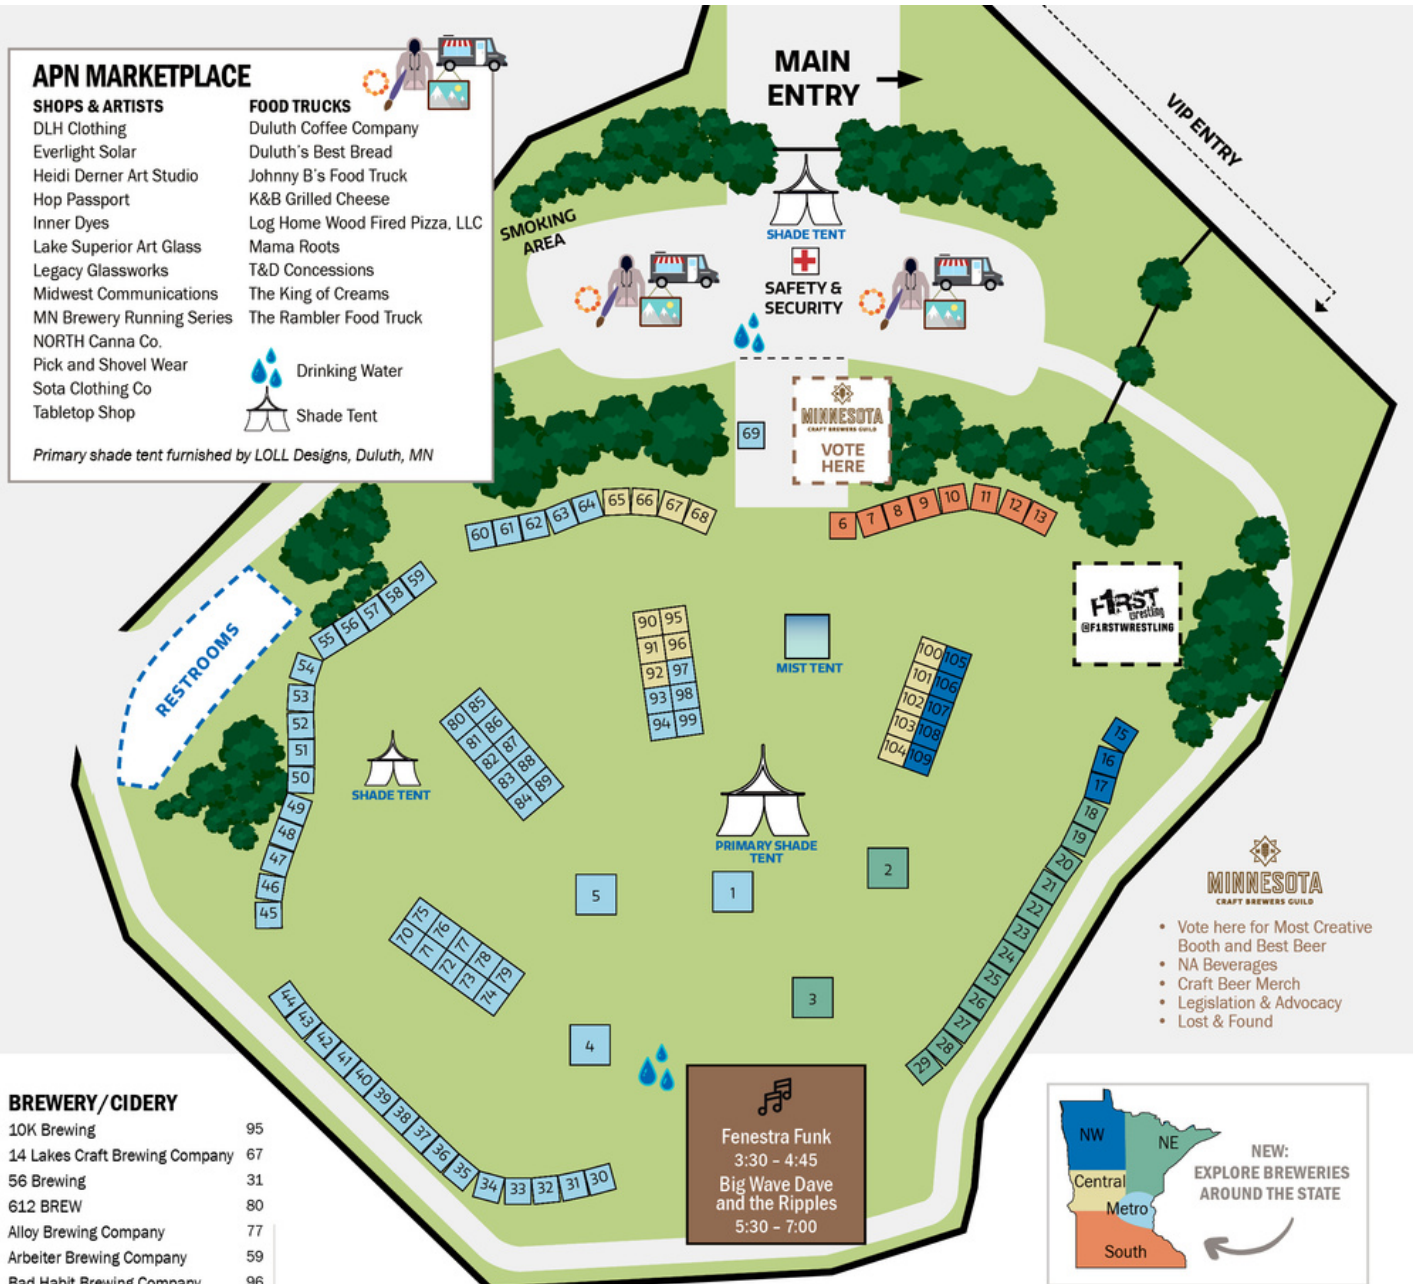 APN MARKETPLACE
SHOPS & ARTISTS
DLH Clothing
Everlight Solar
Heidi Derner Art Studio
Hop Passport
Inner Dyes
Lake Superior Art Glass
Legacy Glassworks
Midwest Communications
MN Brewery Running Series
NORTH Canna Co.
Pick and Shovel Wear
Sota Clothing Co
Tabletop Shop
FOOD TRUCKS
Duluth Coffee Company
Duluth's Best Bread
Johnny B's Food Truck
K&B Grilled Cheese
Log Home Wood Fired Pizza, LLC
Mama Roots
T&D Concessions
The King of Creams
The Rambler Food Truck
Drinking Water
Shade Tent
Primary shade tent furnished by LOLL Designs, Duluth, MN
MAIN
ENTRY
VIP ENTRY
SMOKING
AREA
SHADE TENT
SAFETY &
SECURITY
69
MINNESOTA
CRAFT BREWERS GUILD
VOTE
HERE
60 61 62 63 64 65 66 67 68
6 7 8 9 10 11 12 13
55 56 57 58 59
RESTROOMS
F1RST
wrestling
@F1RSTWRESTLING
54
53
52
51
50
49
48
47
46
45
90 95
91 96
92 97
93 98
94 99
MIST TENT
100 105
101 106
102 107
103 108
104 109
80 85
81 86
82 87
83 88
84 89
SHADE TENT
PRIMARY SHADE
TENT
15
16
17
18
19
20
21
22
23
24
25
26
27
28
29
5
1
2
3
4
70 75
71 76
72 77
73 78
74 79
44
43
42
41
40
39
38
37
36
35
34 33 32 31 30
MINNESOTA
CRAFT BREWERS GUILD
• Vote here for Most Creative
Booth and Best Beer
• NA Beverages
• Craft Beer Merch
• Legislation & Advocacy
• Lost & Found
Fenestra Funk
3:30 – 4:45
Big Wave Dave
and the Ripples
5:30 – 7:00
BREWERY/CIDERY
10K Brewing 95
14 Lakes Craft Brewing Company 67
56 Brewing 31
612 BREW 80
Alloy Brewing Company 77
Arbeiter Brewing Company 59
Bad Habit Brewing Company 96
NW
NE
Central
Metro
South
NEW:
EXPLORE BREWERIES
AROUND THE STATE